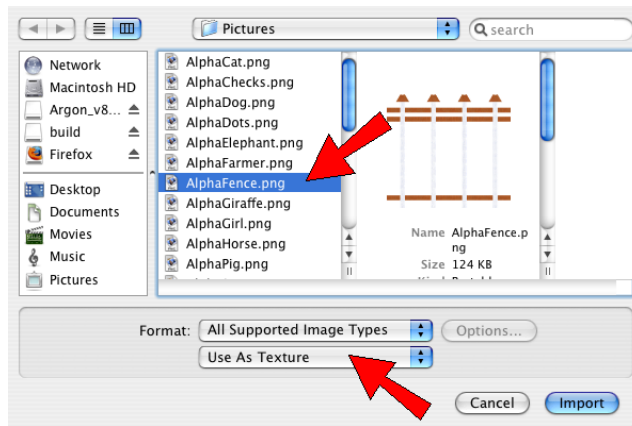 Pictures
search
Network
Macintosh HD
Argon_v8...
build
Firefox
Desktop
Documents
Movies
Music
Pictures
AlphaCat.png
AlphaChecks.png
AlphaDog.png
AlphaDots.png
AlphaElephant.png
AlphaFarmer.png
AlphaFence.png
AlphaGiraffe.png
AlphaGirl.png
AlphaHorse.png
AlphaPig.png
Name AlphaFence.p
ng
Size 124 KB
Format: All Supported Image Types Options...
Use As Texture
Cancel Import